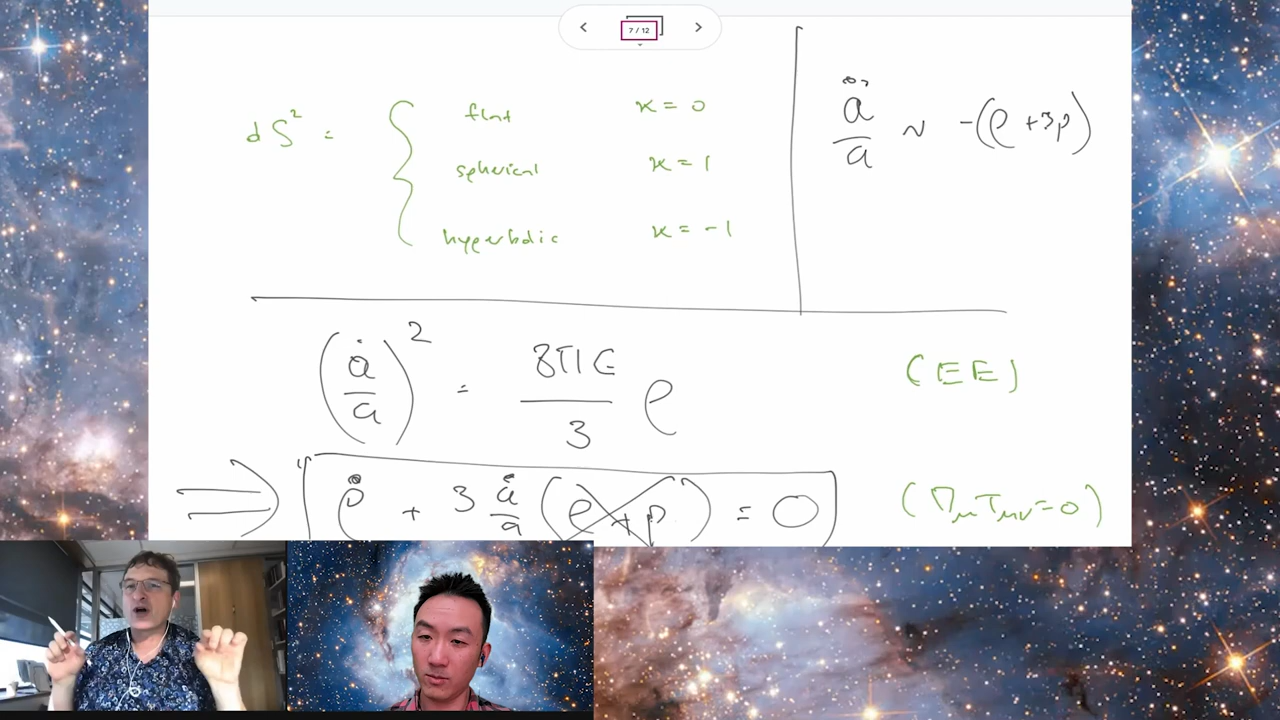 7 / 12
dS² = { flat κ = 0
spherical κ = 1
hyperbolic κ = -1
ä/a ~ -(ρ + 3p)
(ȧ/a)² = 8πG/3 ρ (EE)
⇒ ρ̇ + 3 ȧ/a (ρ + p) = 0 (∇μTμν = 0)